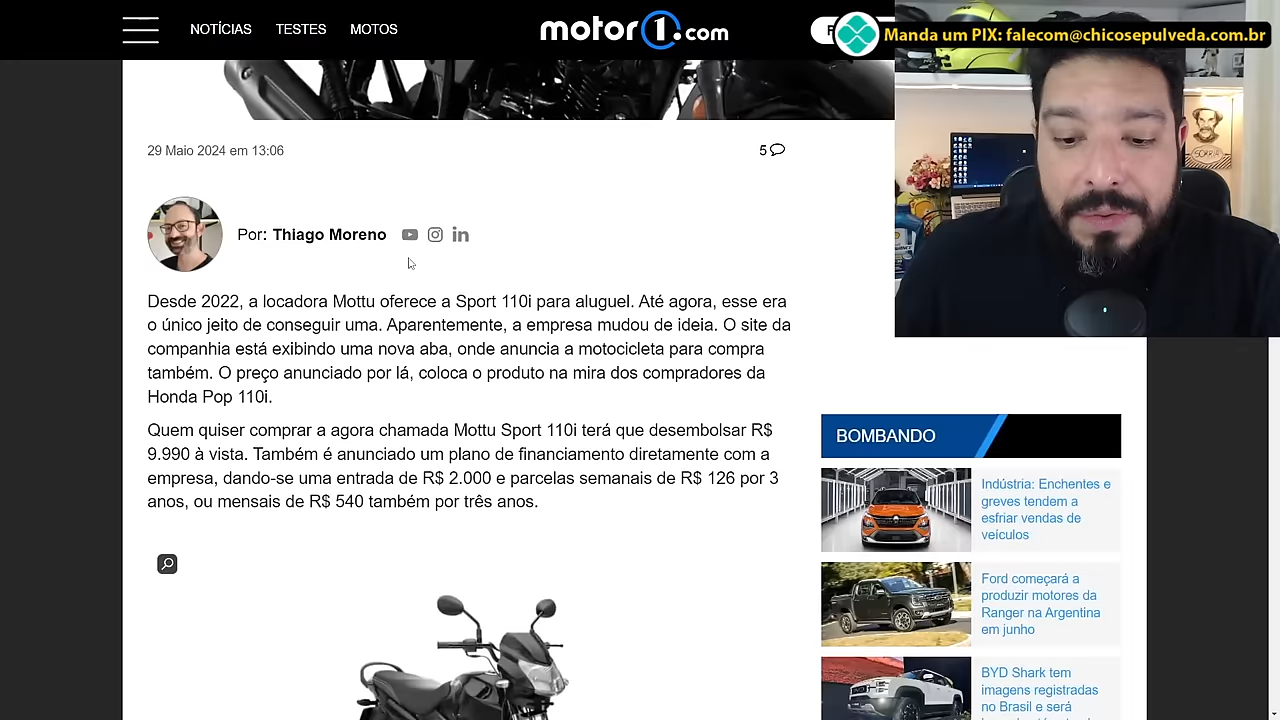 NOTÍCIAS
TESTES
MOTOS
motor1.com
Manda um PIX: falecom@chicosepulveda.com.br
SORRIA
29 Maio 2024 em 13:06
5
Por: Thiago Moreno
Desde 2022, a locadora Mottu oferece a Sport 110i para aluguel. Até agora, esse era
o único jeito de conseguir uma. Aparentemente, a empresa mudou de ideia. O site da
companhia está exibindo uma nova aba, onde anuncia a motocicleta para compra
também. O preço anunciado por lá, coloca o produto na mira dos compradores da
Honda Pop 110i.
Quem quiser comprar a agora chamada Mottu Sport 110i terá que desembolsar R$
9.990 à vista. Também é anunciado um plano de financiamento diretamente com a
empresa, dando-se uma entrada de R$ 2.000 e parcelas semanais de R$ 126 por 3
anos, ou mensais de R$ 540 também por três anos.
BOMBANDO
Indústria: Enchentes e
greves tendem a
esfriar vendas de
veículos
Ford começará a
produzir motores da
Ranger na Argentina
em junho
BYD Shark tem
imagens registradas
no Brasil e será